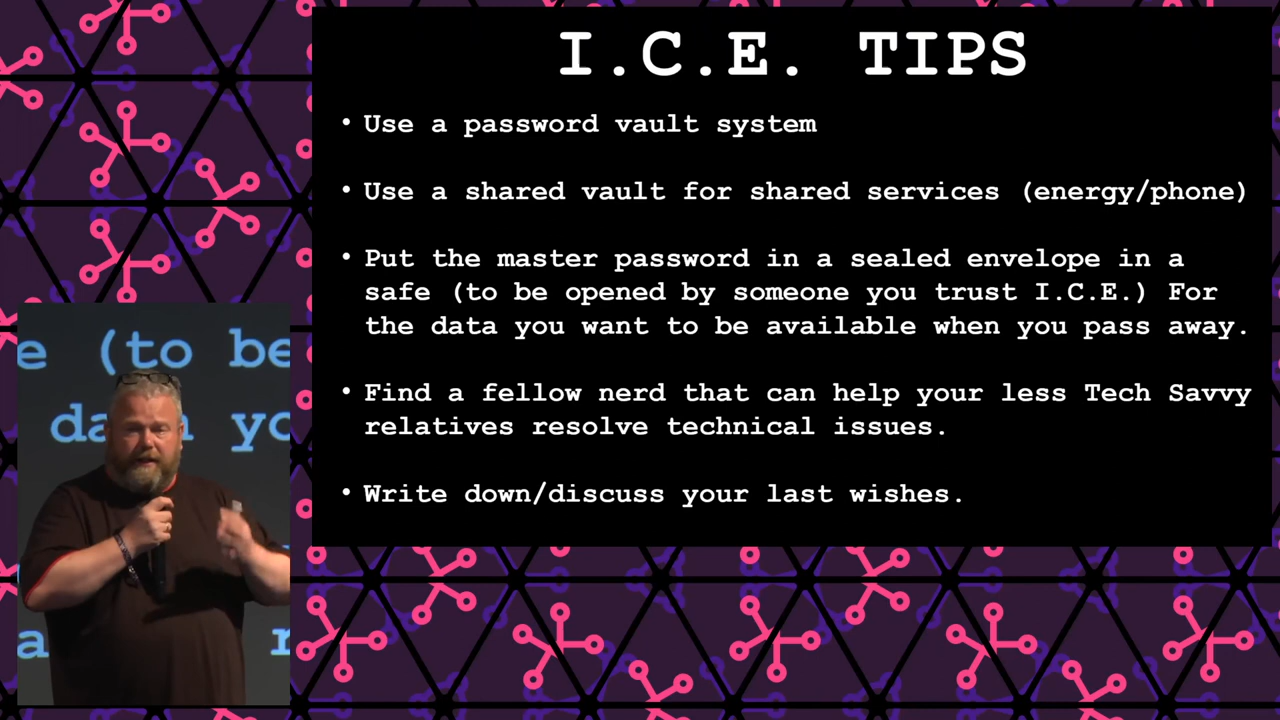 I.C.E. TIPS
• Use a password vault system
• Use a shared vault for shared services (energy/phone)
• Put the master password in a sealed envelope in a
safe (to be opened by someone you trust I.C.E.) For
the data you want to be available when you pass away.
• Find a fellow nerd that can help your less Tech Savvy
relatives resolve technical issues.
• Write down/discuss your last wishes.
e (to be